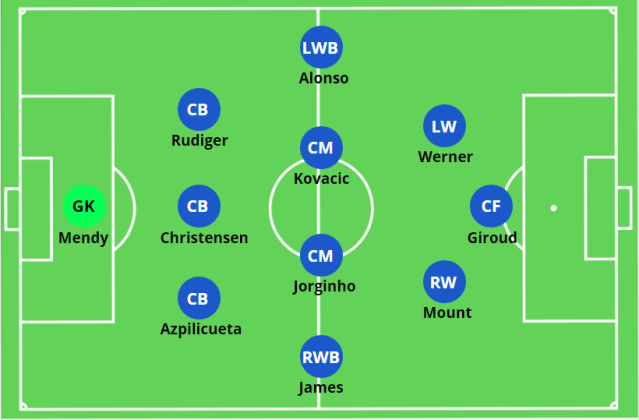 LWB
Alonso
CB
Rudiger
LW
Werner
CM
Kovacic
GK
Mendy
CB
Christensen
CF
Giroud
CM
Jorginho
RW
Mount
CB
Azpilicueta
RWB
James